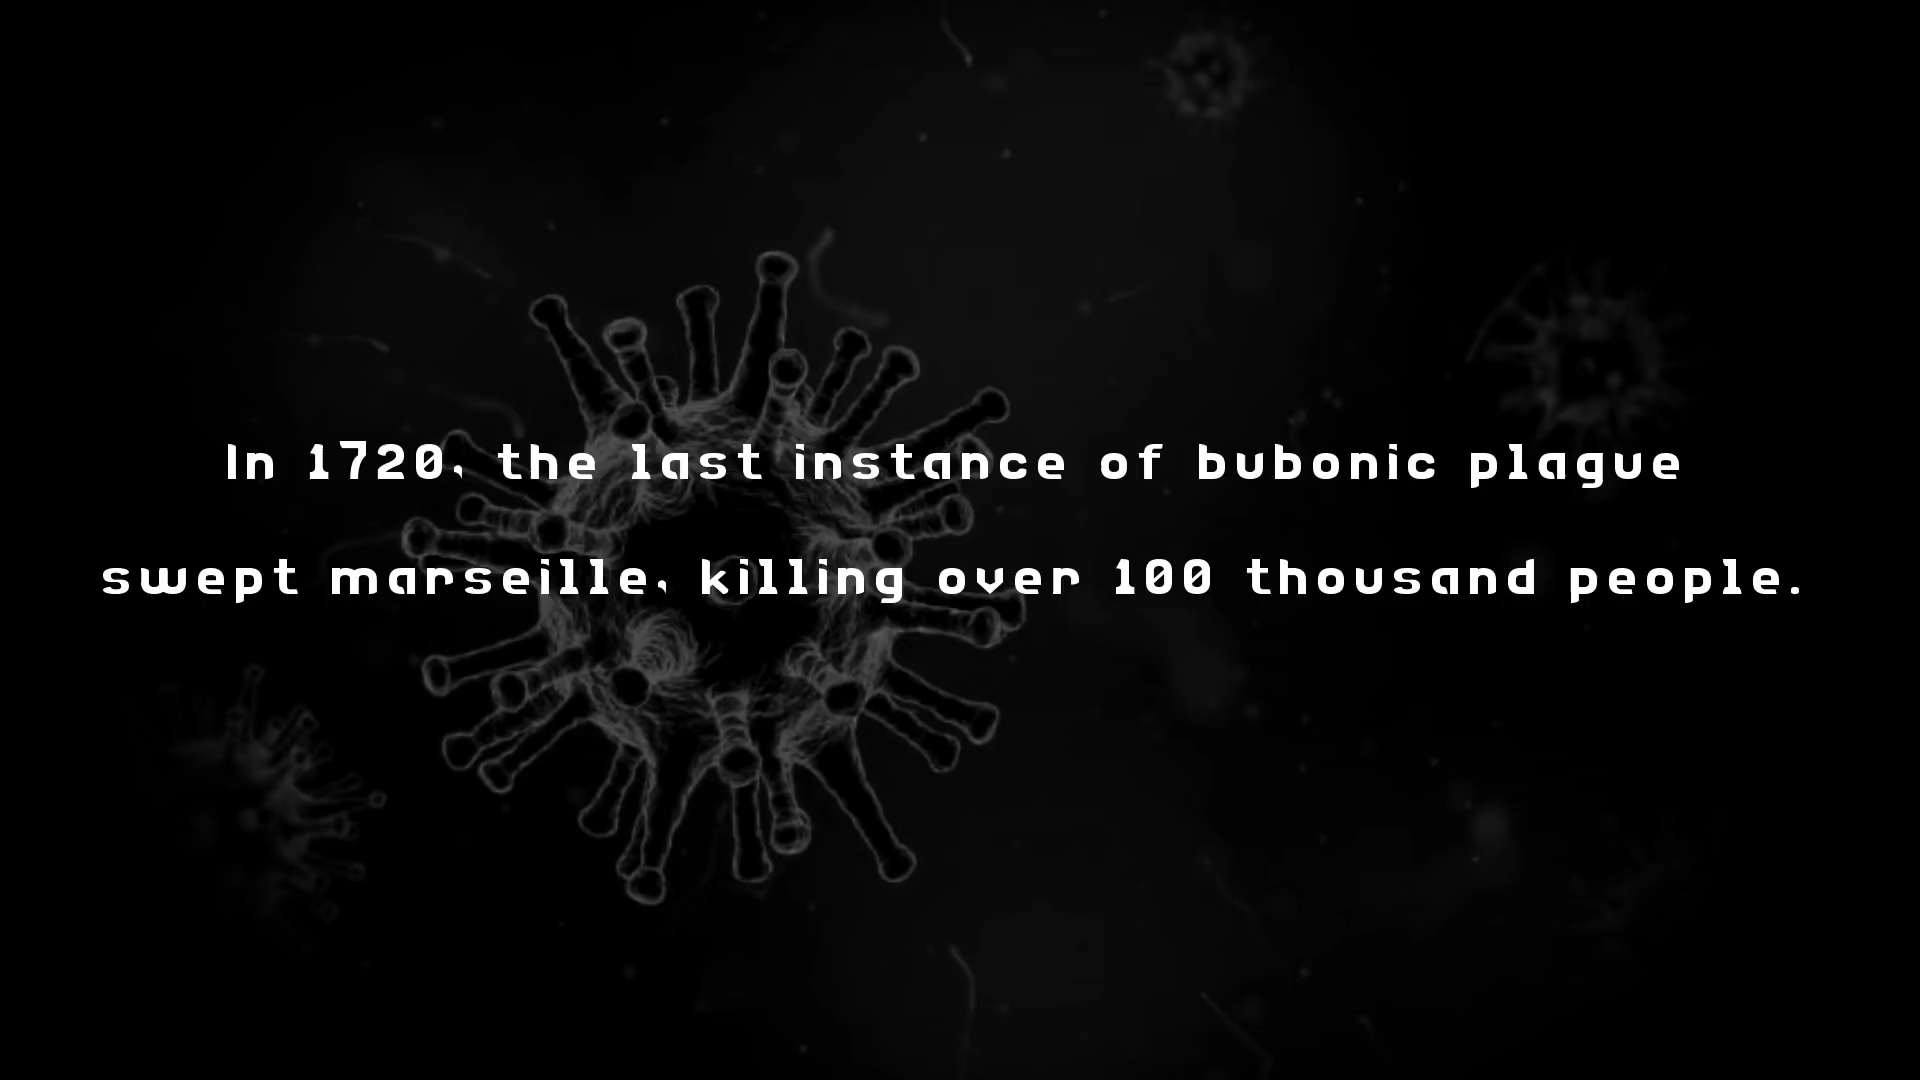 In 1720, the last instance of bubonic plague
swept marseille, killing over 100 thousand people.